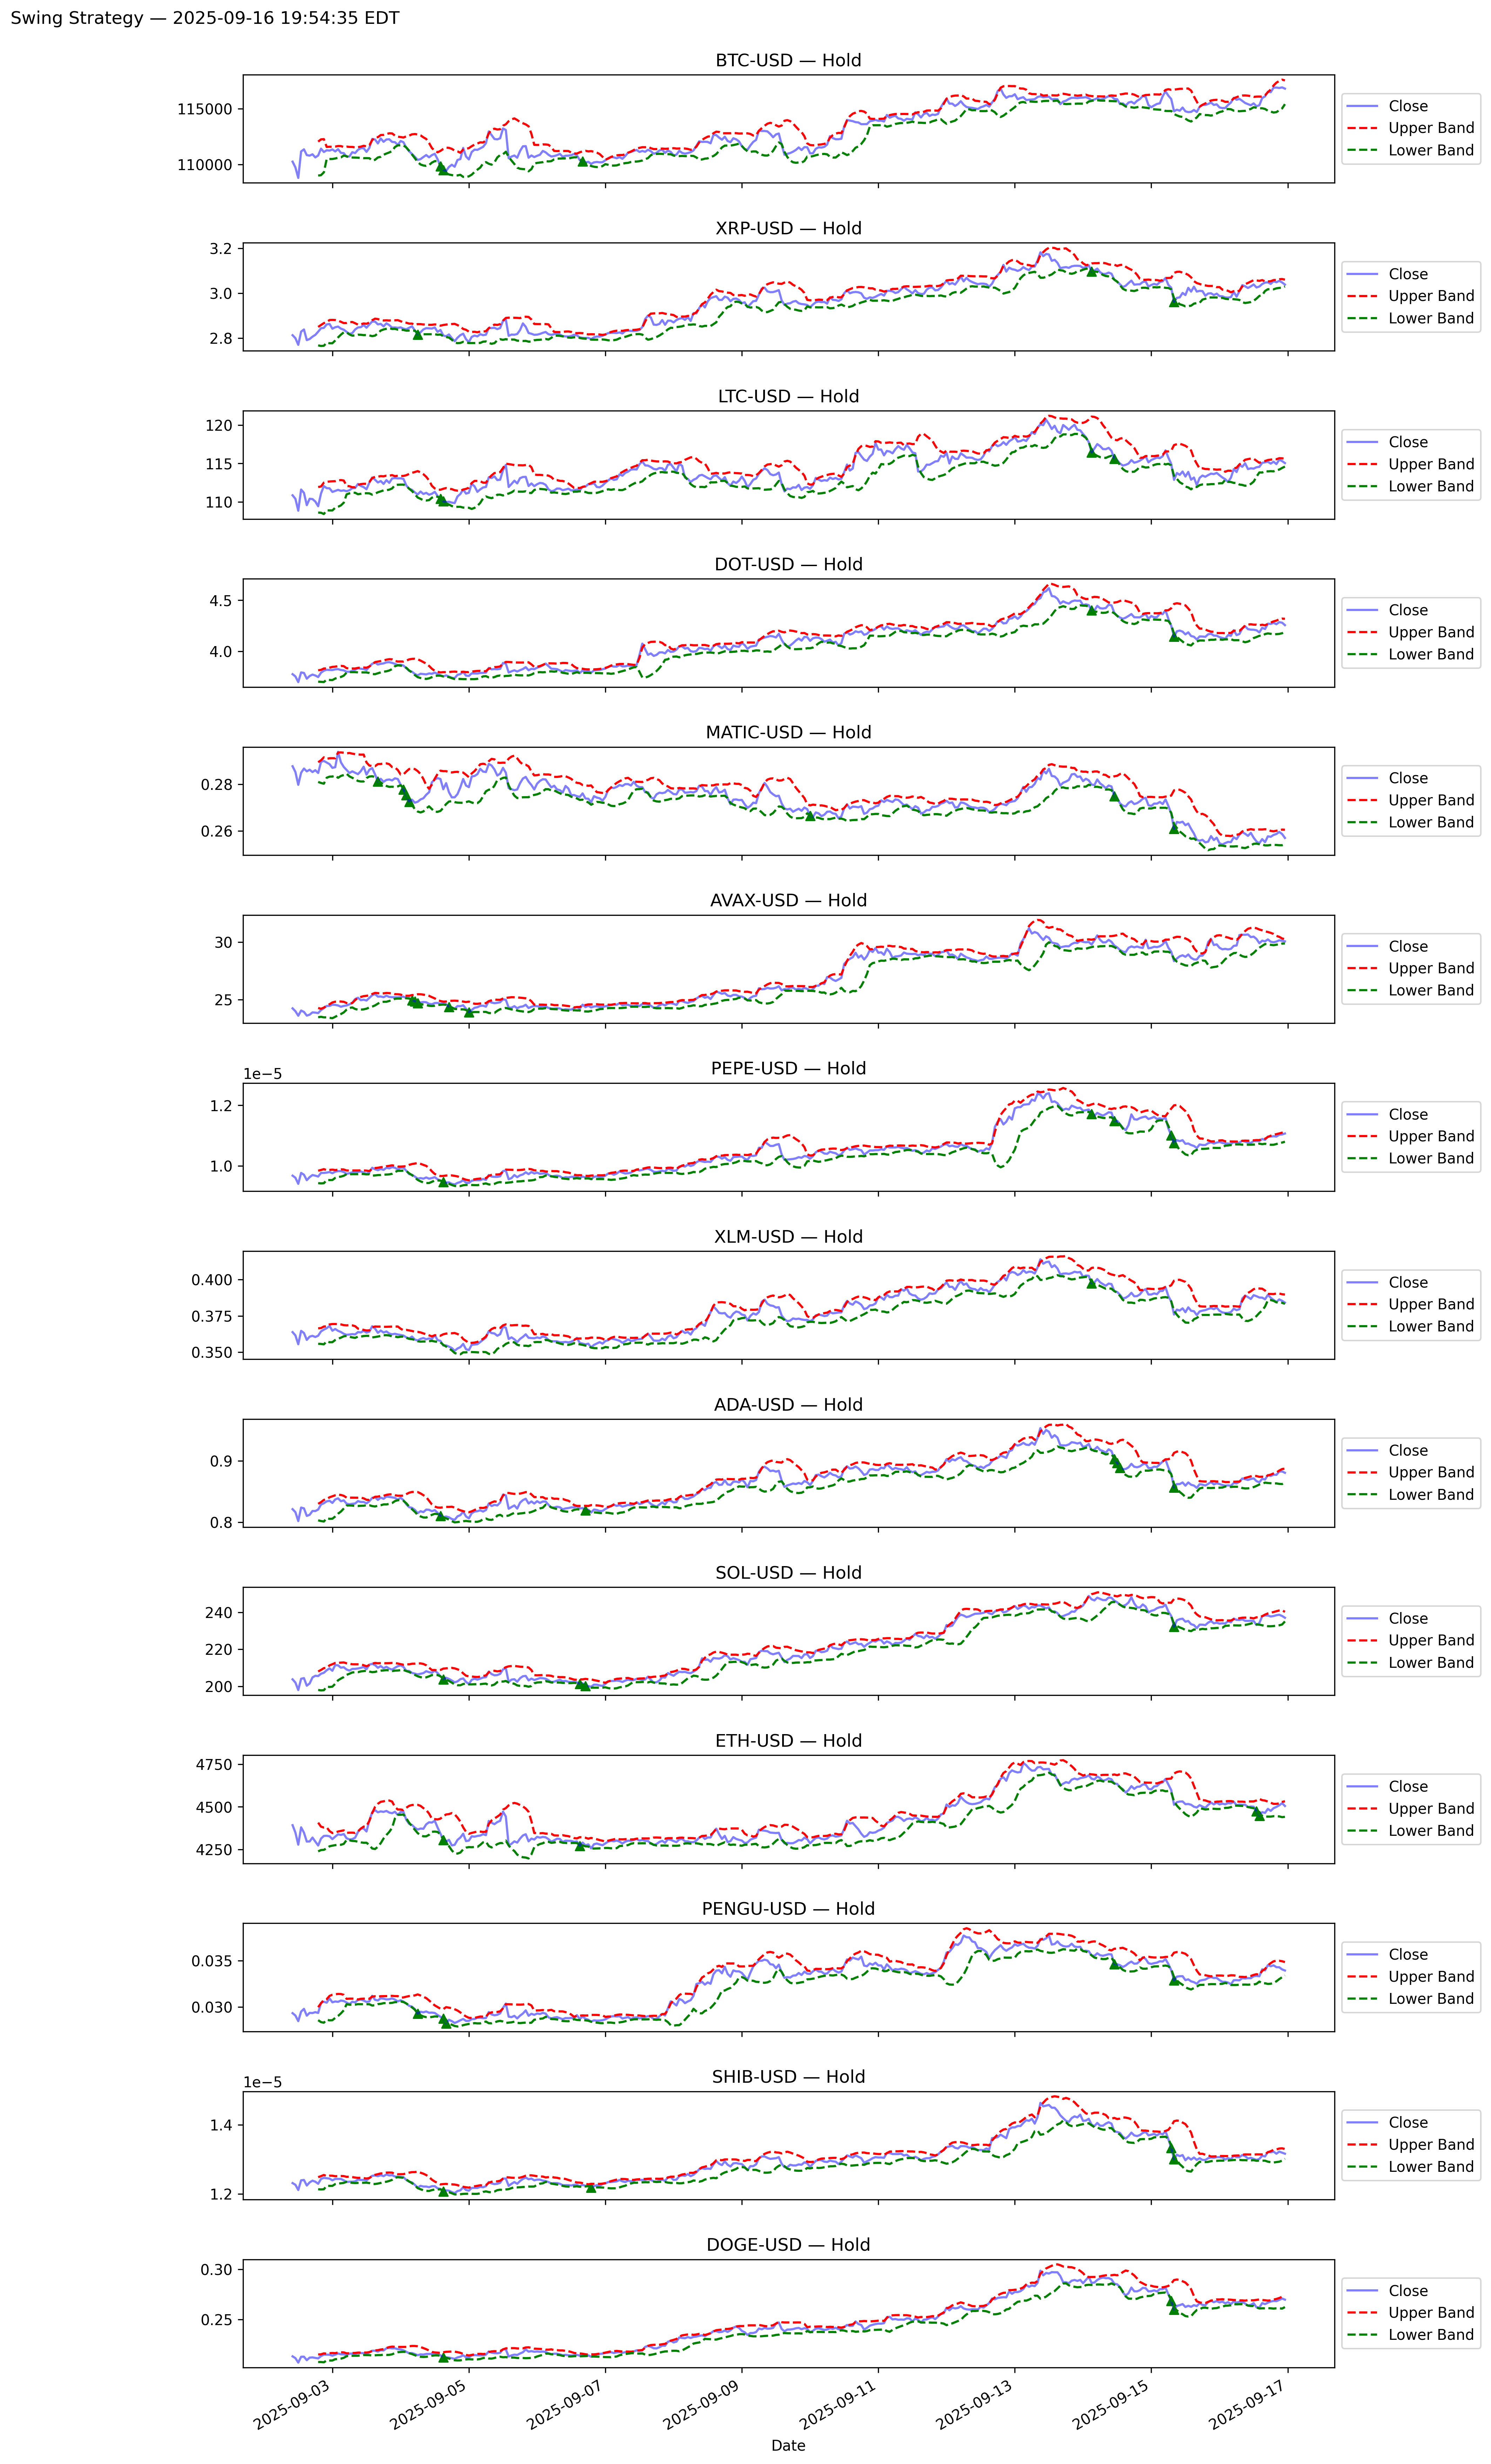 Swing Strategy — 2025-09-16 19:54:35 EDT
BTC-USD — Hold
115000
110000
Close
Upper Band
Lower Band
XRP-USD — Hold
3.2
3.0
2.8
Close
Upper Band
Lower Band
LTC-USD — Hold
120
115
110
Close
Upper Band
Lower Band
DOT-USD — Hold
4.5
4.0
Close
Upper Band
Lower Band
MATIC-USD — Hold
0.28
0.26
Close
Upper Band
Lower Band
AVAX-USD — Hold
30
25
Close
Upper Band
Lower Band
PEPE-USD — Hold
1e−5
1.2
1.0
Close
Upper Band
Lower Band
XLM-USD — Hold
0.400
0.375
0.350
Close
Upper Band
Lower Band
ADA-USD — Hold
0.9
0.8
Close
Upper Band
Lower Band
SOL-USD — Hold
240
220
200
Close
Upper Band
Lower Band
ETH-USD — Hold
4750
4500
4250
Close
Upper Band
Lower Band
PENGU-USD — Hold
0.035
0.030
Close
Upper Band
Lower Band
SHIB-USD — Hold
1e−5
1.4
1.2
Close
Upper Band
Lower Band
DOGE-USD — Hold
0.30
0.25
Close
Upper Band
Lower Band
2025-09-03
2025-09-05
2025-09-07
2025-09-09
2025-09-11
2025-09-13
2025-09-15
2025-09-17
Date